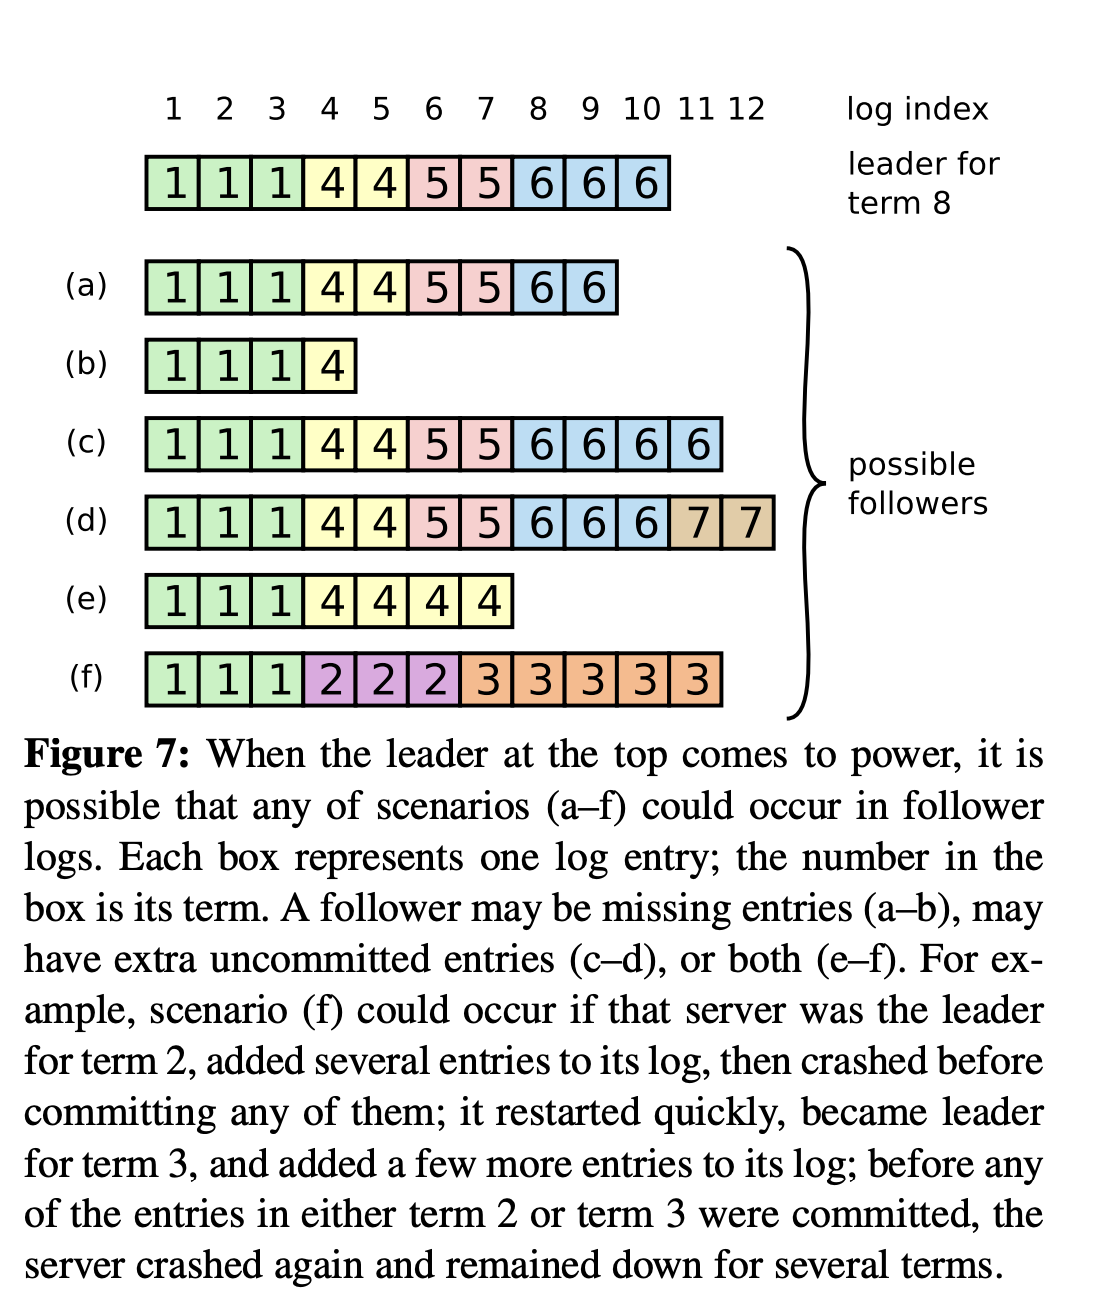 1 2 3 4 5 6 7 8 9 10 11 12 log index
1 1 1 4 4 5 5 6 6 6 leader for
term 8
(a) 1 1 1 4 4 5 5 6 6
(b) 1 1 1 4
(c) 1 1 1 4 4 5 5 6 6 6 6
possible
followers
(d) 1 1 1 4 4 5 5 6 6 6 7 7
(e) 1 1 1 4 4 4 4
(f) 1 1 1 2 2 2 3 3 3 3 3
Figure 7: When the leader at the top comes to power, it is
possible that any of scenarios (a–f) could occur in follower
logs. Each box represents one log entry; the number in the
box is its term. A follower may be missing entries (a–b), may
have extra uncommitted entries (c–d), or both (e–f). For ex-
ample, scenario (f) could occur if that server was the leader
for term 2, added several entries to its log, then crashed before
committing any of them; it restarted quickly, became leader
for term 3, and added a few more entries to its log; before any
of the entries in either term 2 or term 3 were committed, the
server crashed again and remained down for several terms.